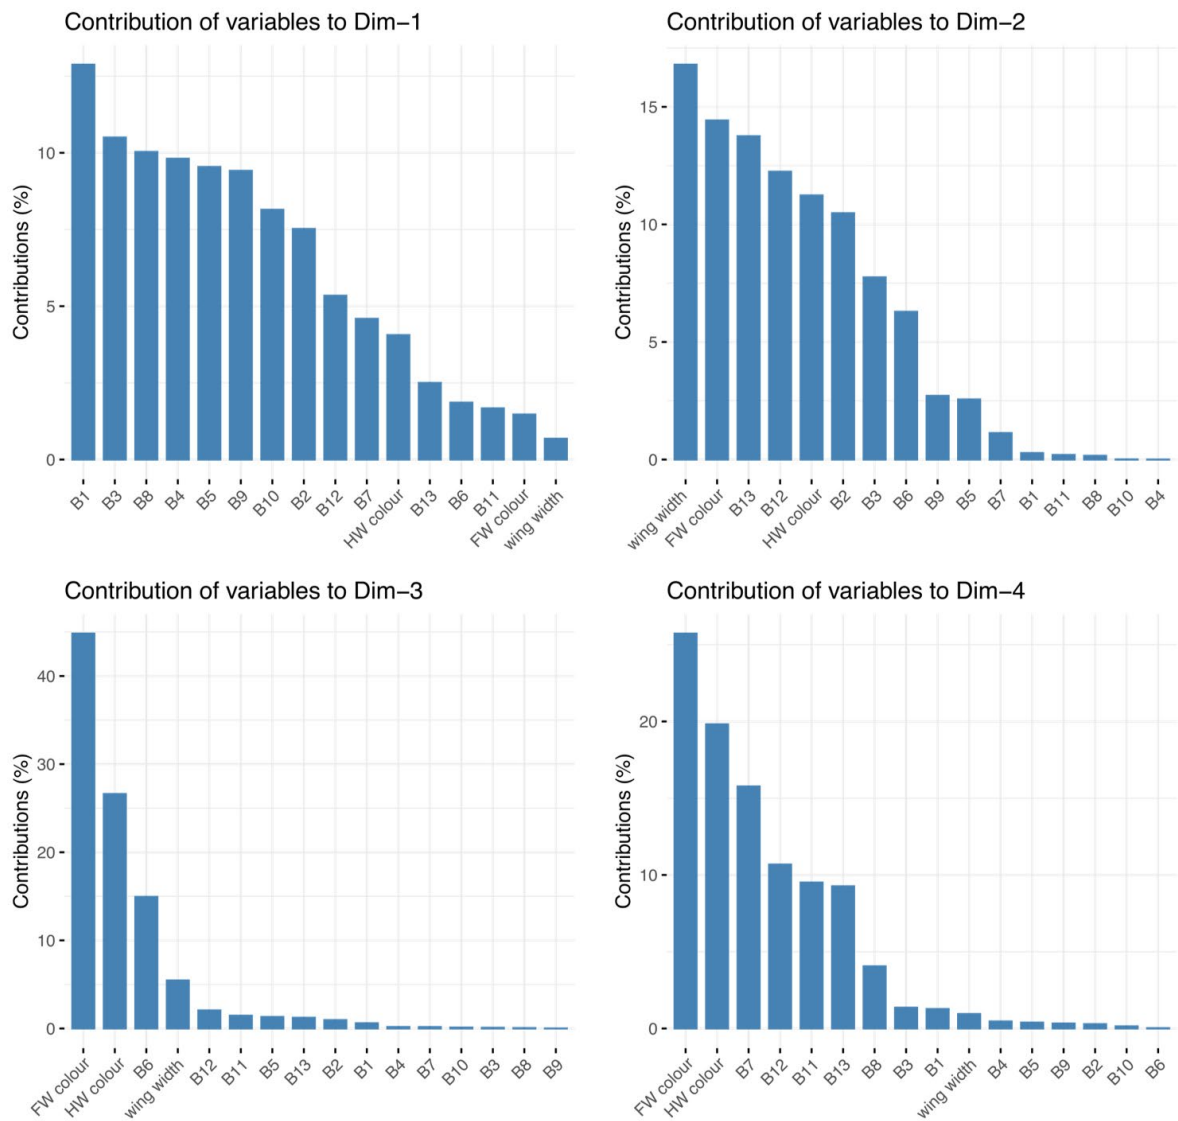 Contribution of variables to Dim−1
Contributions (%)
10
5
0
B1 B3 B8 B4 B5 B9 B10 B2 B12 B7 HW colour B13 B6 B11 FW colour wing width
Contribution of variables to Dim−2
Contributions (%)
15
10
5
0
wing width FW colour B13 B12 HW colour B2 B3 B6 B9 B5 B7 B1 B11 B8 B10 B4
Contribution of variables to Dim−3
Contributions (%)
40
30
20
10
0
FW colour HW colour B6 wing width B12 B11 B5 B13 B2 B1 B4 B7 B10 B3 B8 B9
Contribution of variables to Dim−4
Contributions (%)
20
10
0
FW colour HW colour B7 B12 B11 B13 B8 B3 B1 wing width B4 B5 B9 B2 B10 B6